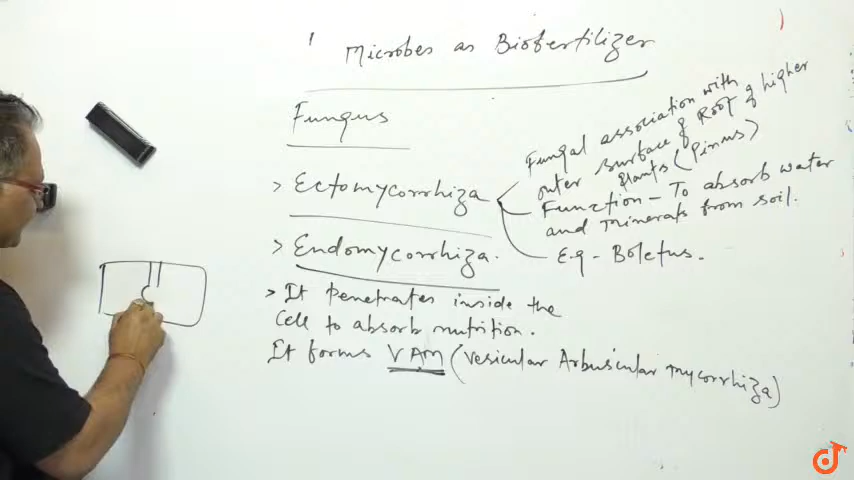 Microbes as Biofertilizer
Fungus
> Ectomycorrhiza
Fungal association with
outer surface of Root of higher
plants (Pinus)
Function - To absorb water
and minerals from soil.
E.g - Boletus.
> Endomycorrhiza.
> It penetrates inside the
cell to absorb nutrition.
It forms VAM (Vesicular Arbuscular mycorrhiza)